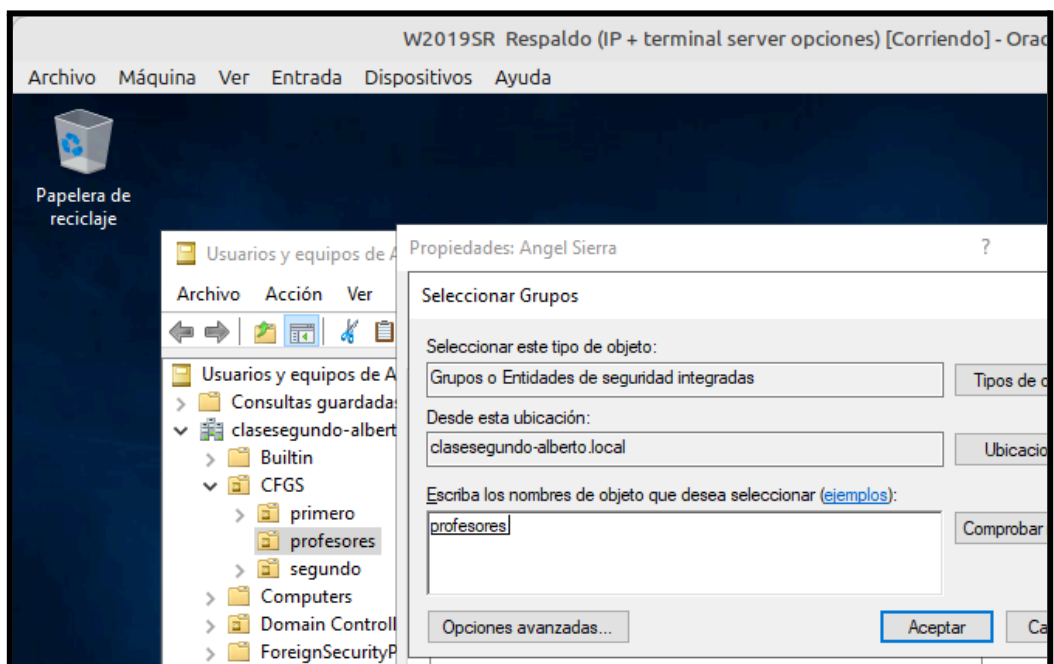 W2019SR Respaldo (IP + terminal server opciones) [Corriendo] - Orac
Archivo Máquina Ver Entrada Dispositivos Ayuda
Papelera de
reciclaje
Usuarios y equipos de A
Archivo Acción Ver
Usuarios y equipos de A
Consultas guardadas
clasesegundo-albert
Builtin
CFGS
primero
profesores
segundo
Computers
Domain Controll
ForeignSecurityP
Propiedades: Angel Sierra ?
Seleccionar Grupos
Seleccionar este tipo de objeto:
Grupos o Entidades de seguridad integradas
Tipos de o
Desde esta ubicación:
clasesegundo-alberto.local
Ubicacio
Escriba los nombres de objeto que desea seleccionar (ejemplos):
profesores
Comprobar
Opciones avanzadas...
Aceptar
Ca